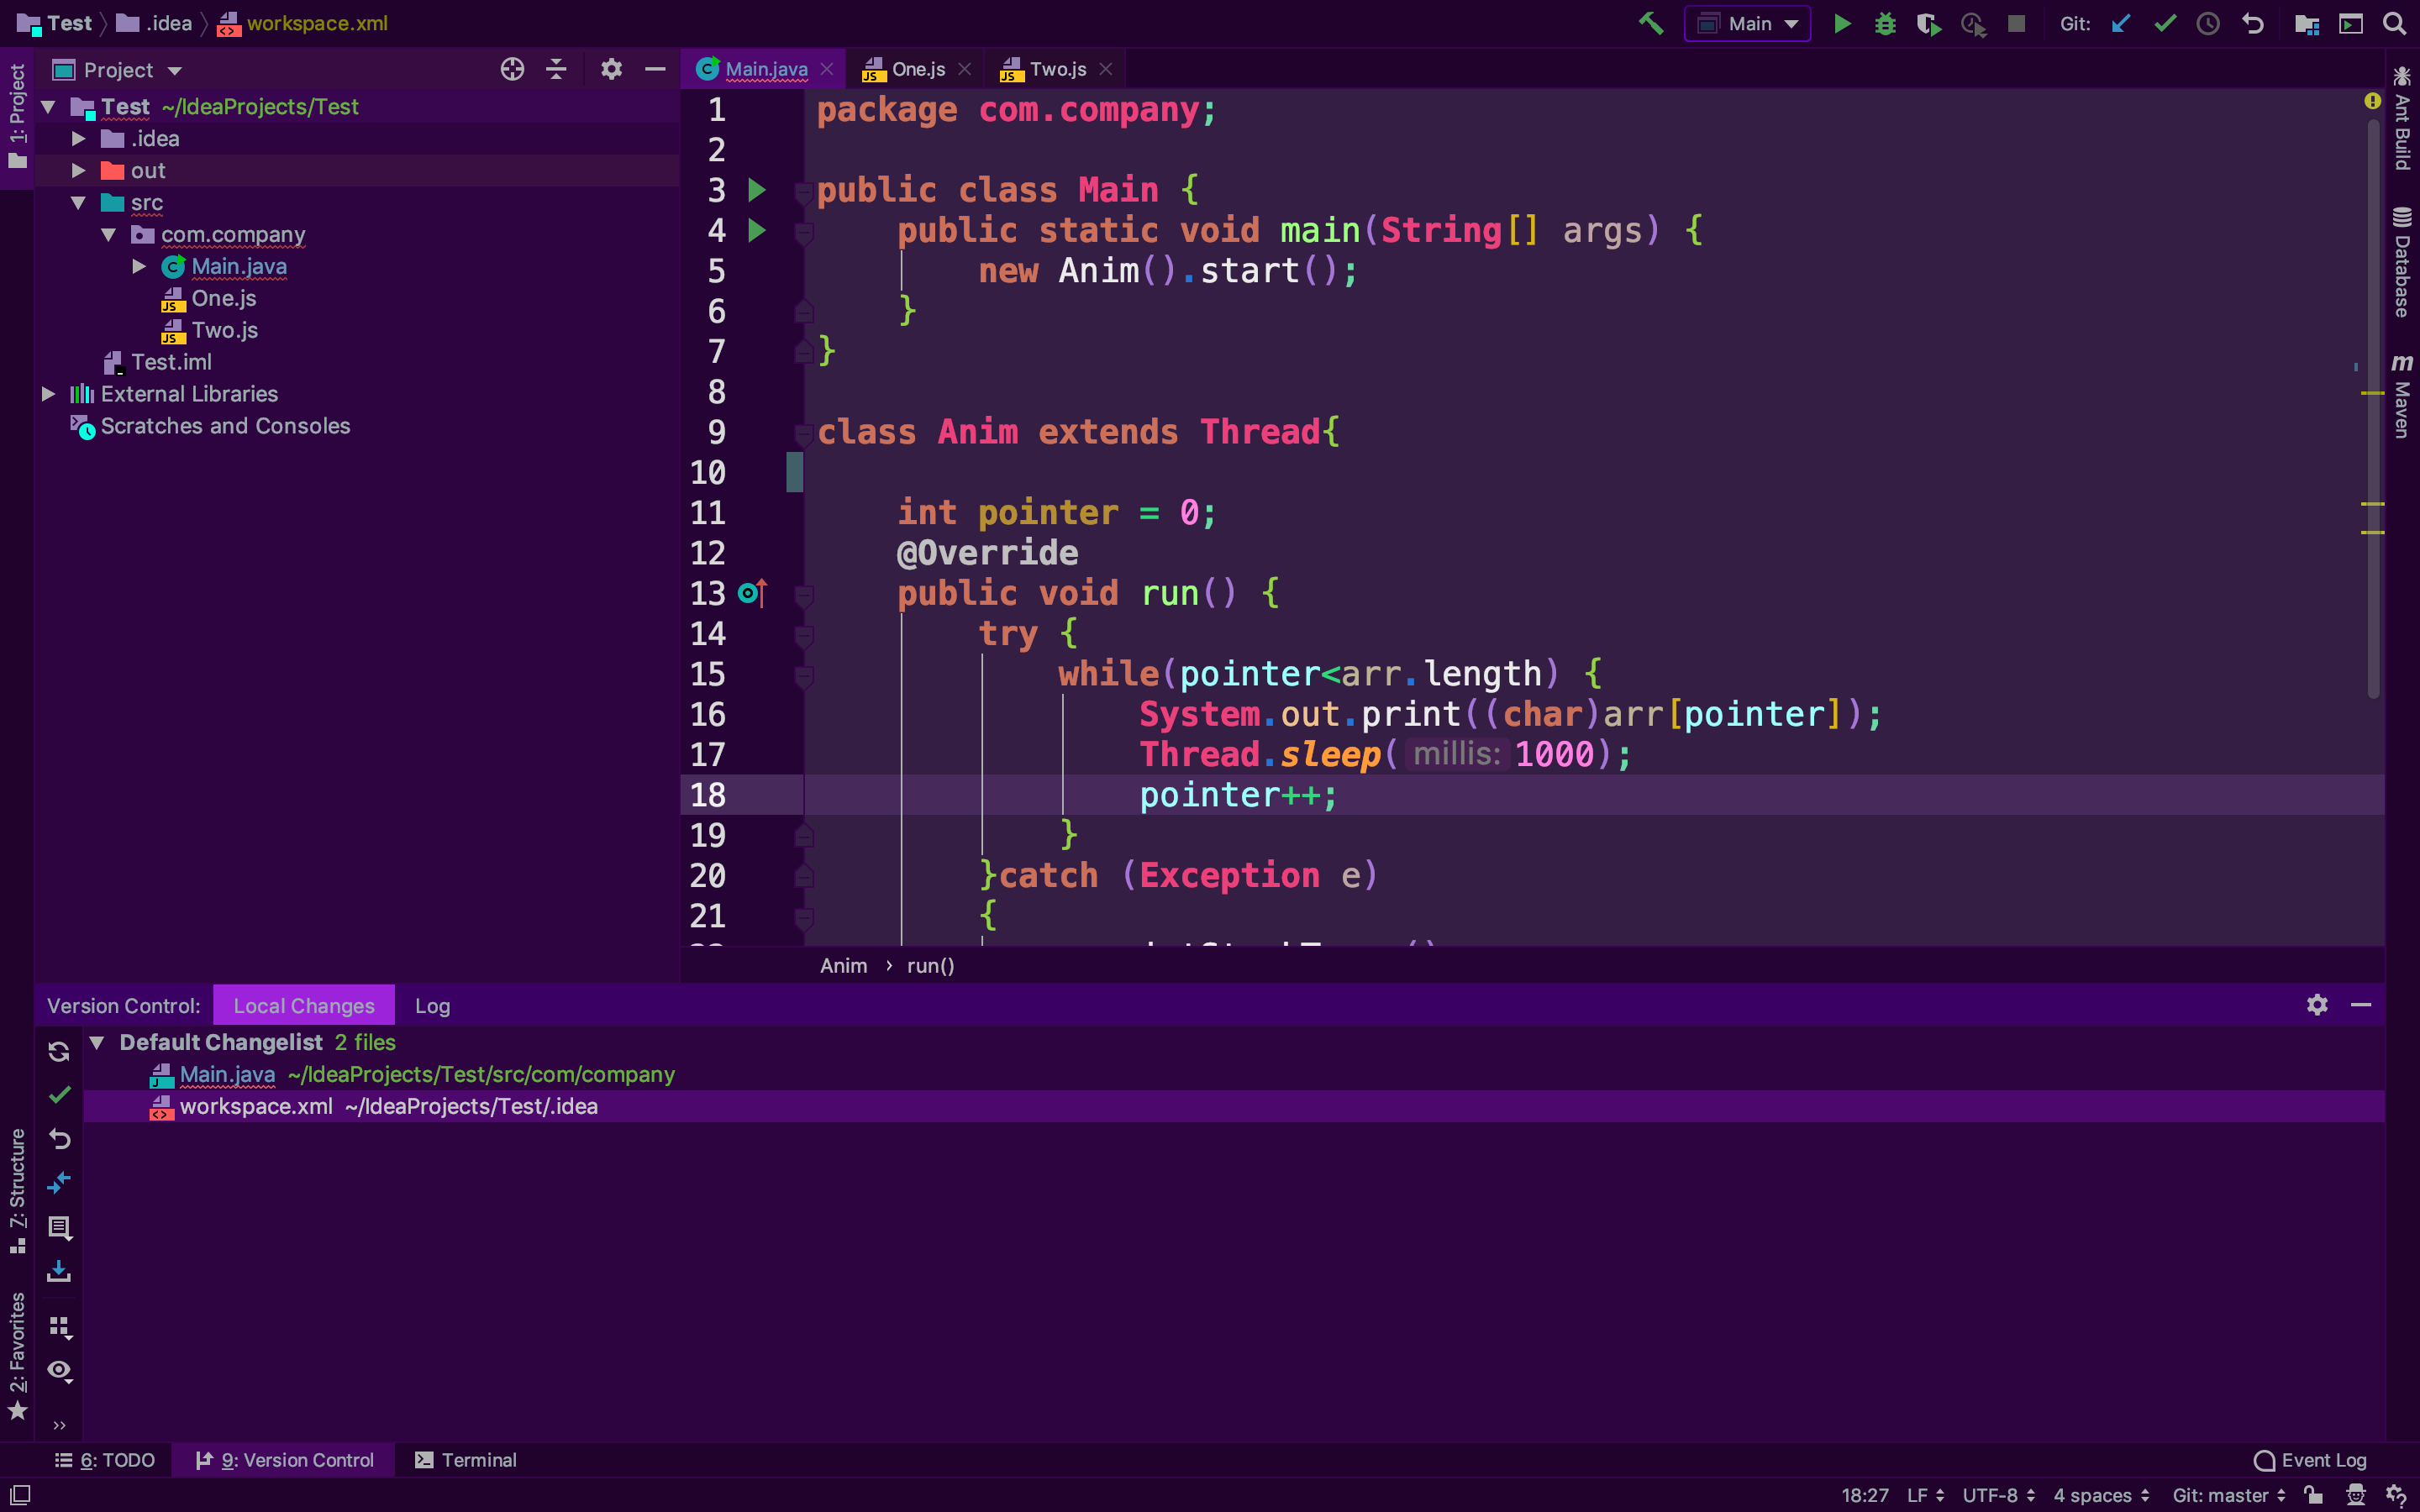 Test .idea workspace.xml
Main Git:
1: Project
Project
Test ~/IdeaProjects/Test
.idea
out
src
com.company
Main.java
One.js
Two.js
Test.iml
External Libraries
Scratches and Consoles
Main.java One.js Two.js
1 package com.company;
2
3 public class Main {
4 public static void main(String[] args) {
5 new Anim().start();
6 }
7 }
8
9 class Anim extends Thread{
10
11 int pointer = 0;
12 @Override
13 public void run() {
14 try {
15 while(pointer<arr.length) {
16 System.out.print((char)arr[pointer]);
17 Thread.sleep( millis: 1000);
18 pointer++;
19 }
20 }catch (Exception e)
21 {
Anim › run()
Ant Build
Database
m Maven
Version Control: Local Changes Log
Default Changelist 2 files
Main.java ~/IdeaProjects/Test/src/com/company
workspace.xml ~/IdeaProjects/Test/.idea
7: Structure
2: Favorites
6: TODO 9: Version Control Terminal Event Log
18:27 LF UTF-8 4 spaces Git: master